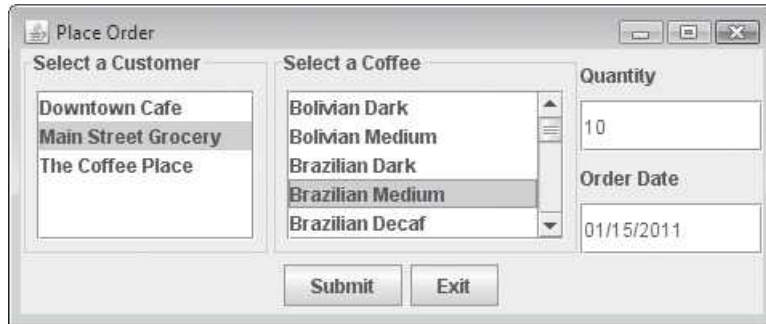 Place Order
Select a Customer
Downtown Cafe
Main Street Grocery
The Coffee Place
Select a Coffee
Bolivian Dark
Bolivian Medium
Brazilian Dark
Brazilian Medium
Brazilian Decaf
Quantity
10
Order Date
01/15/2011
Submit
Exit